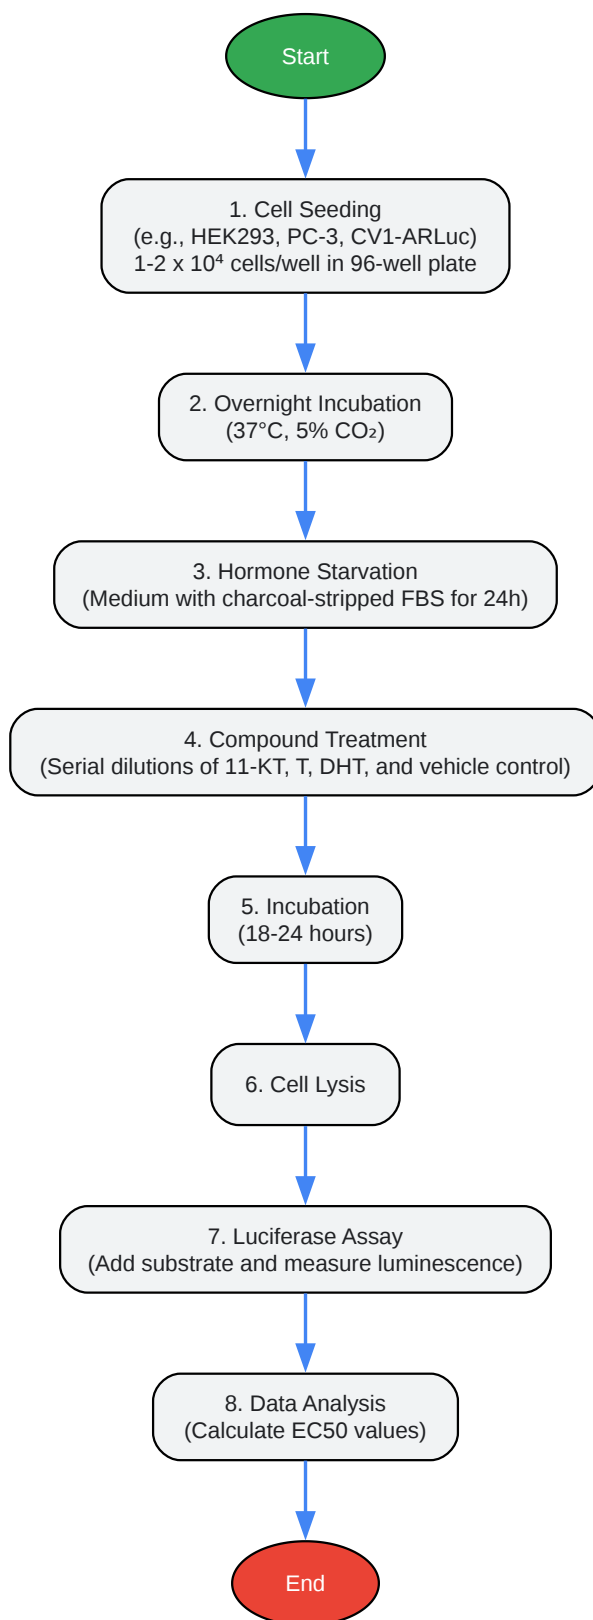 Start
1. Cell Seeding
(e.g., HEK293, PC-3, CV1-ARLuc)
1-2 x 10⁴ cells/well in 96-well plate
2. Overnight Incubation
(37°C, 5% CO₂)
3. Hormone Starvation
(Medium with charcoal-stripped FBS for 24h)
4. Compound Treatment
(Serial dilutions of 11-KT, T, DHT, and vehicle control)
5. Incubation
(18-24 hours)
6. Cell Lysis
7. Luciferase Assay
(Add substrate and measure luminescence)
8. Data Analysis
(Calculate EC50 values)
End